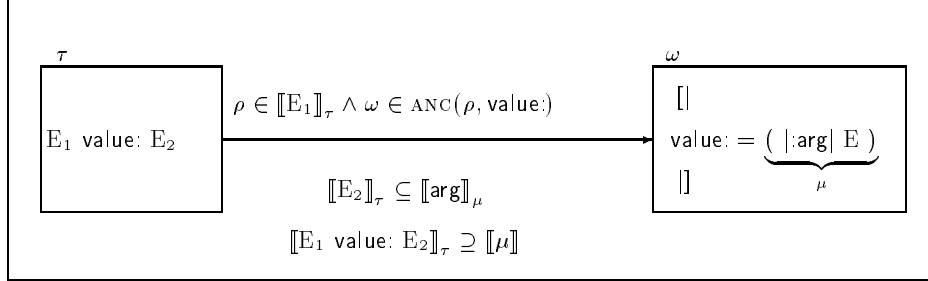 τ
ω
ρ ∈ ⟦E₁⟧τ ∧ ω ∈ ANC(ρ, value:)
[|
E₁ value: E₂
value: = ( |:arg| E )
μ
|]
⟦E₂⟧τ ⊆ ⟦arg⟧μ
⟦E₁ value: E₂⟧τ ⊇ ⟦μ⟧